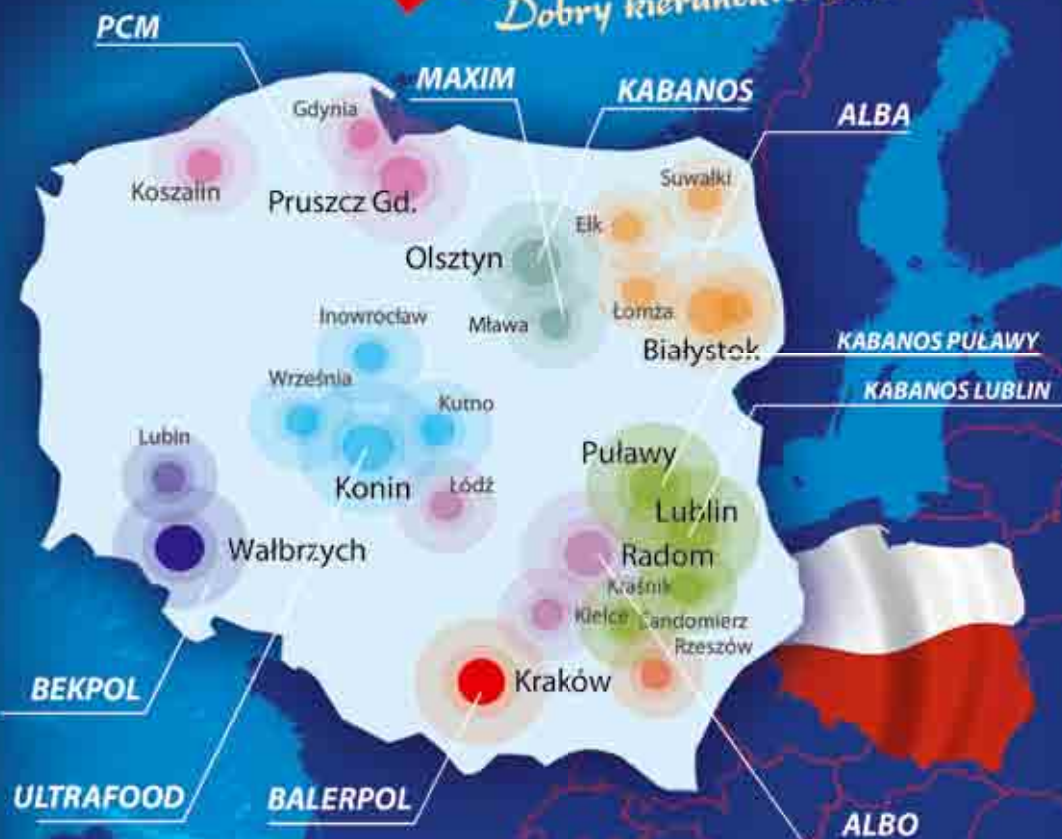 Dobry kierunek
PCM
MAXIM
KABANOS
ALBA
Gdynia
Koszalin
Pruszcz Gd.
Suwałki
Ełk
Olsztyn
Łomża
Mława
Białystok
Inowrocław
KABANOS PUŁAWY
Września
KABANOS LUBLIN
Kutno
Lubin
Puławy
Konin
Łódź
Lublin
Wałbrzych
Radom
Kraśnik
Kielce
Sandomierz
Rzeszów
Kraków
BEKPOL
ULTRAFOOD
BALERPOL
ALBO